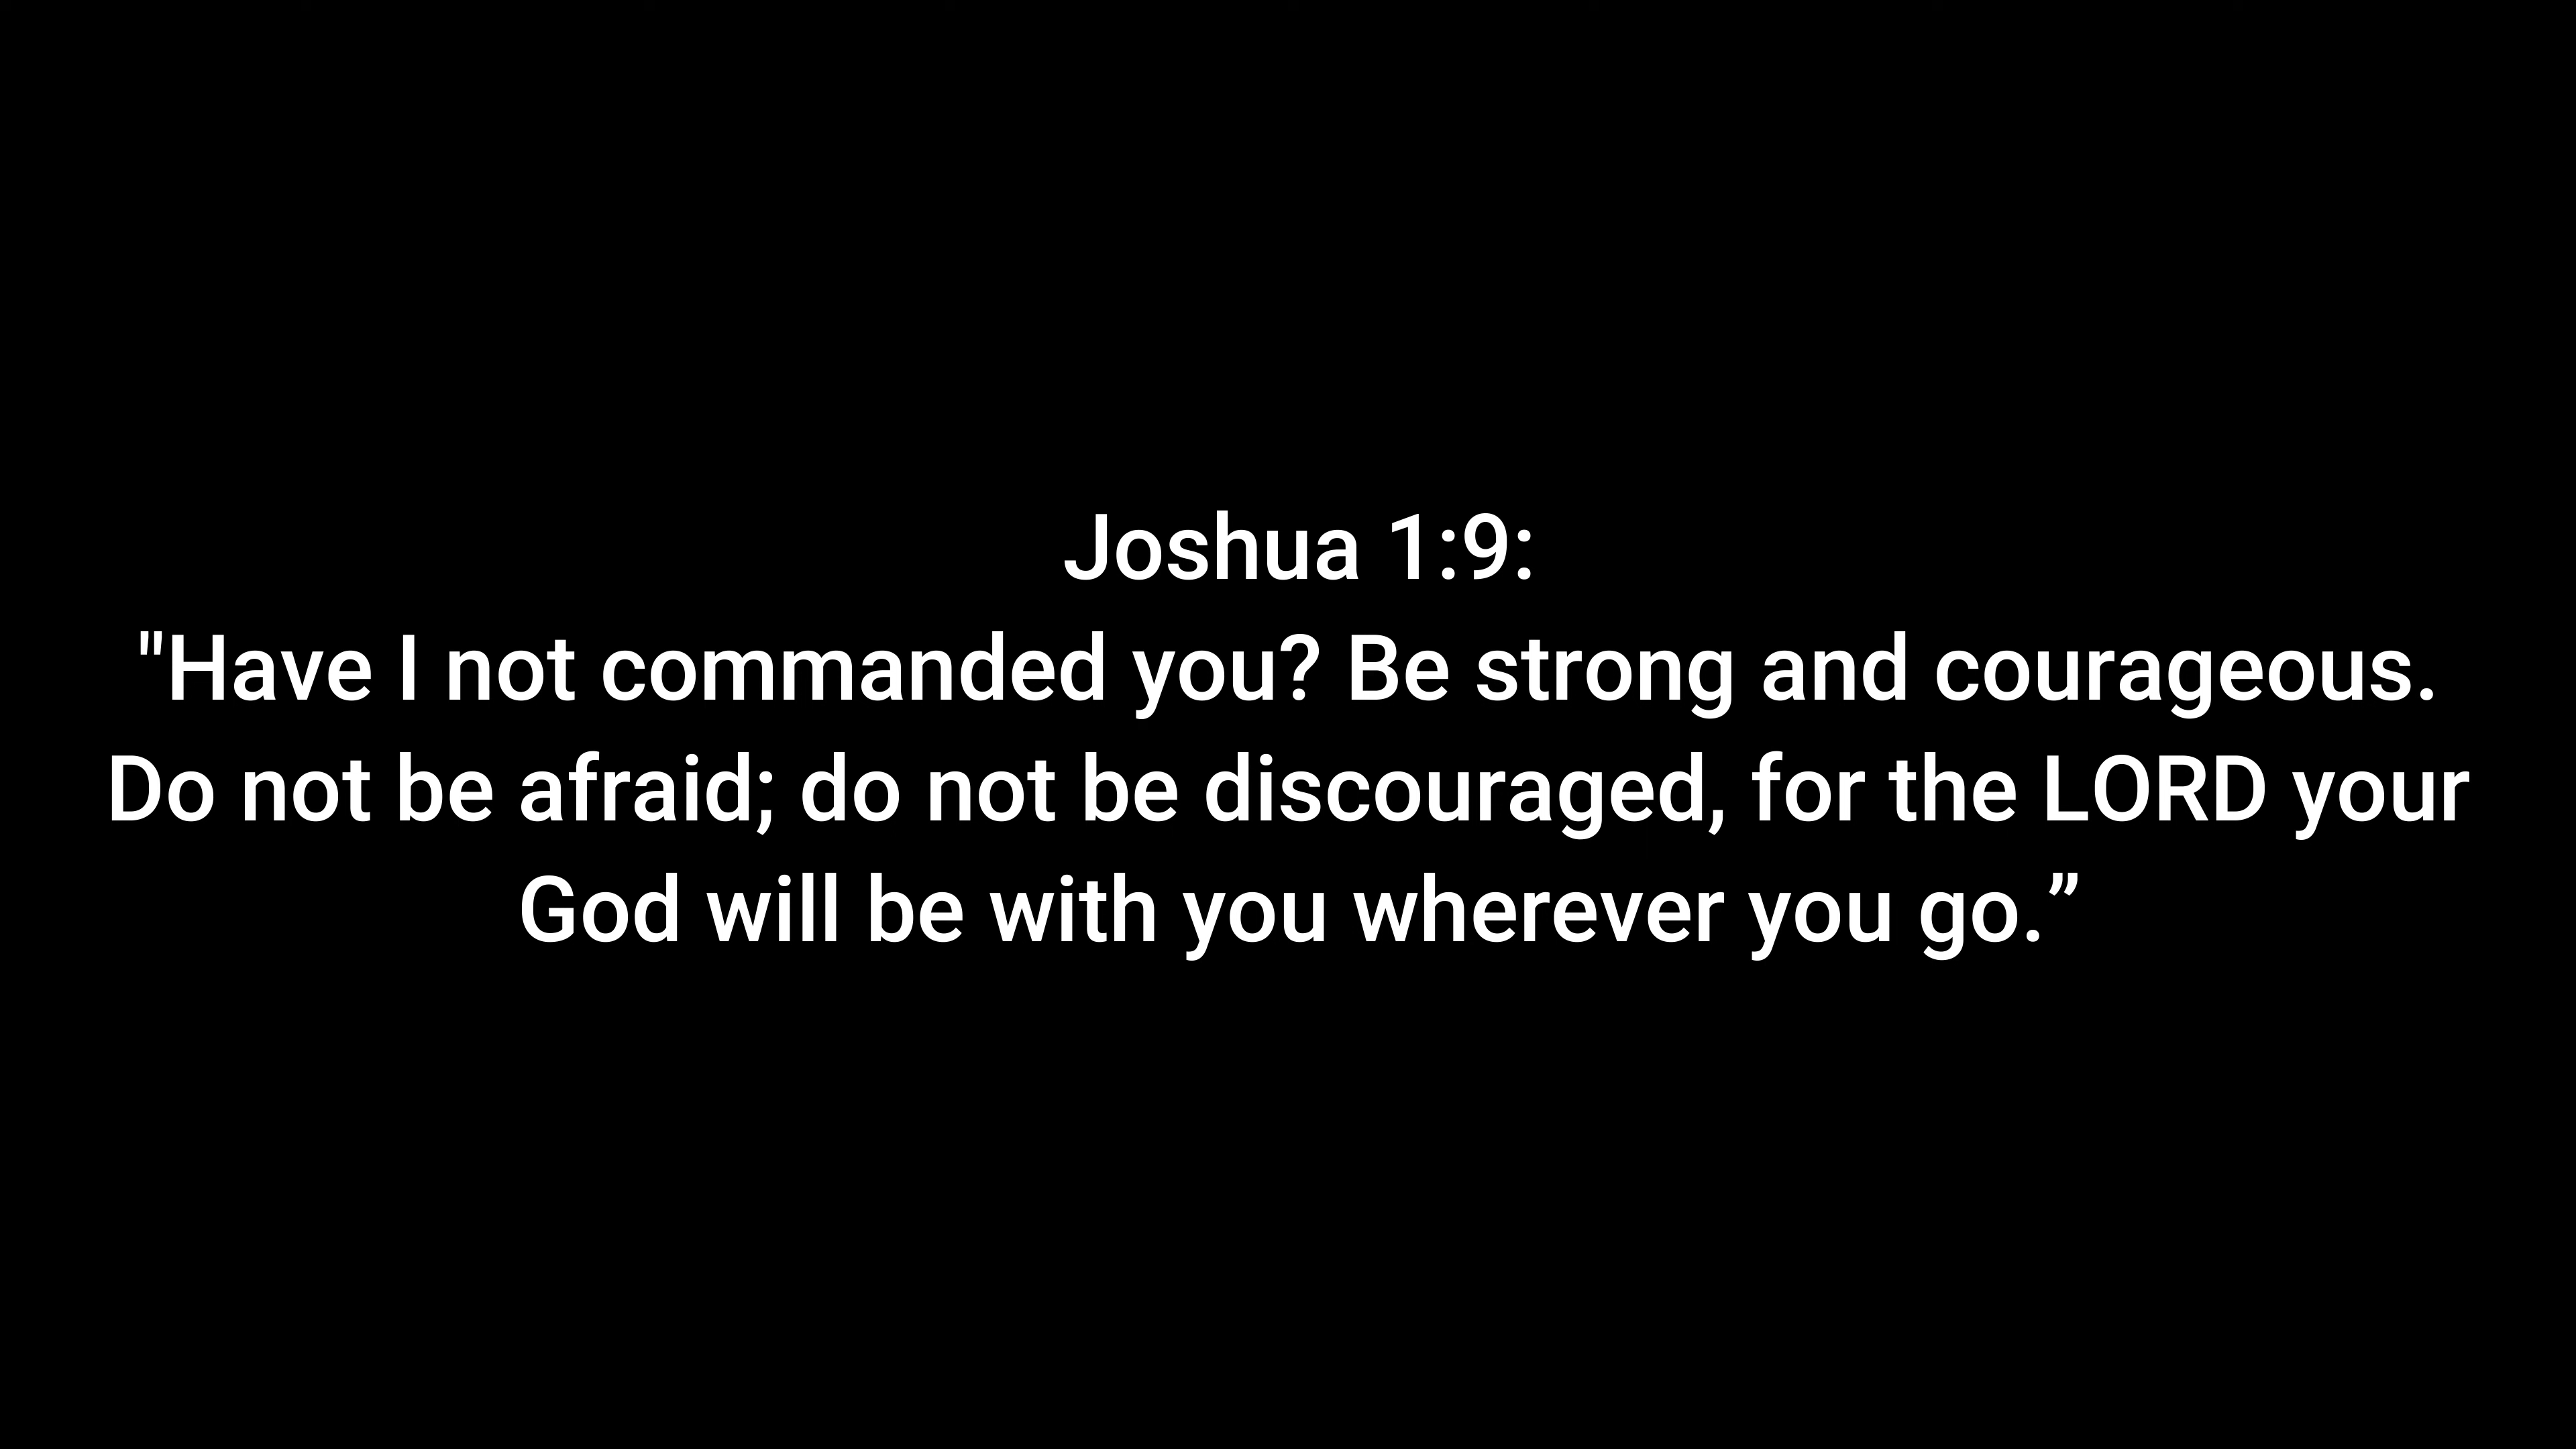 Joshua 1:9:
"Have I not commanded you? Be strong and courageous.
Do not be afraid; do not be discouraged, for the LORD your
God will be with you wherever you go.”